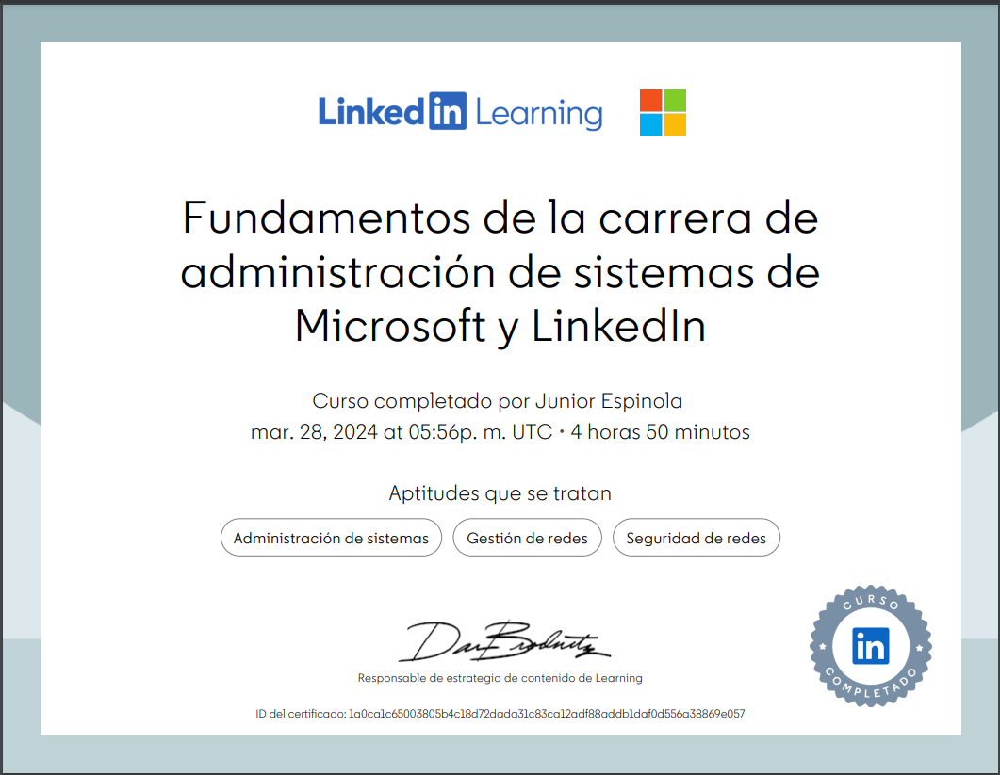 Linked in Learning
Fundamentos de la carrera de
administración de sistemas de
Microsoft y LinkedIn
Curso completado por Junior Espinola
mar. 28, 2024 at 05:56p. m. UTC • 4 horas 50 minutos
Aptitudes que se tratan
Administración de sistemas
Gestión de redes
Seguridad de redes
Dan Brodnitz
Responsable de estrategia de contenido de Learning
CURSO
in
COMPLETADO
ID del certificado: 1a0ca1c65003805b4c18d72dada31c83ca12adf88addb1daf0d556a38869e057